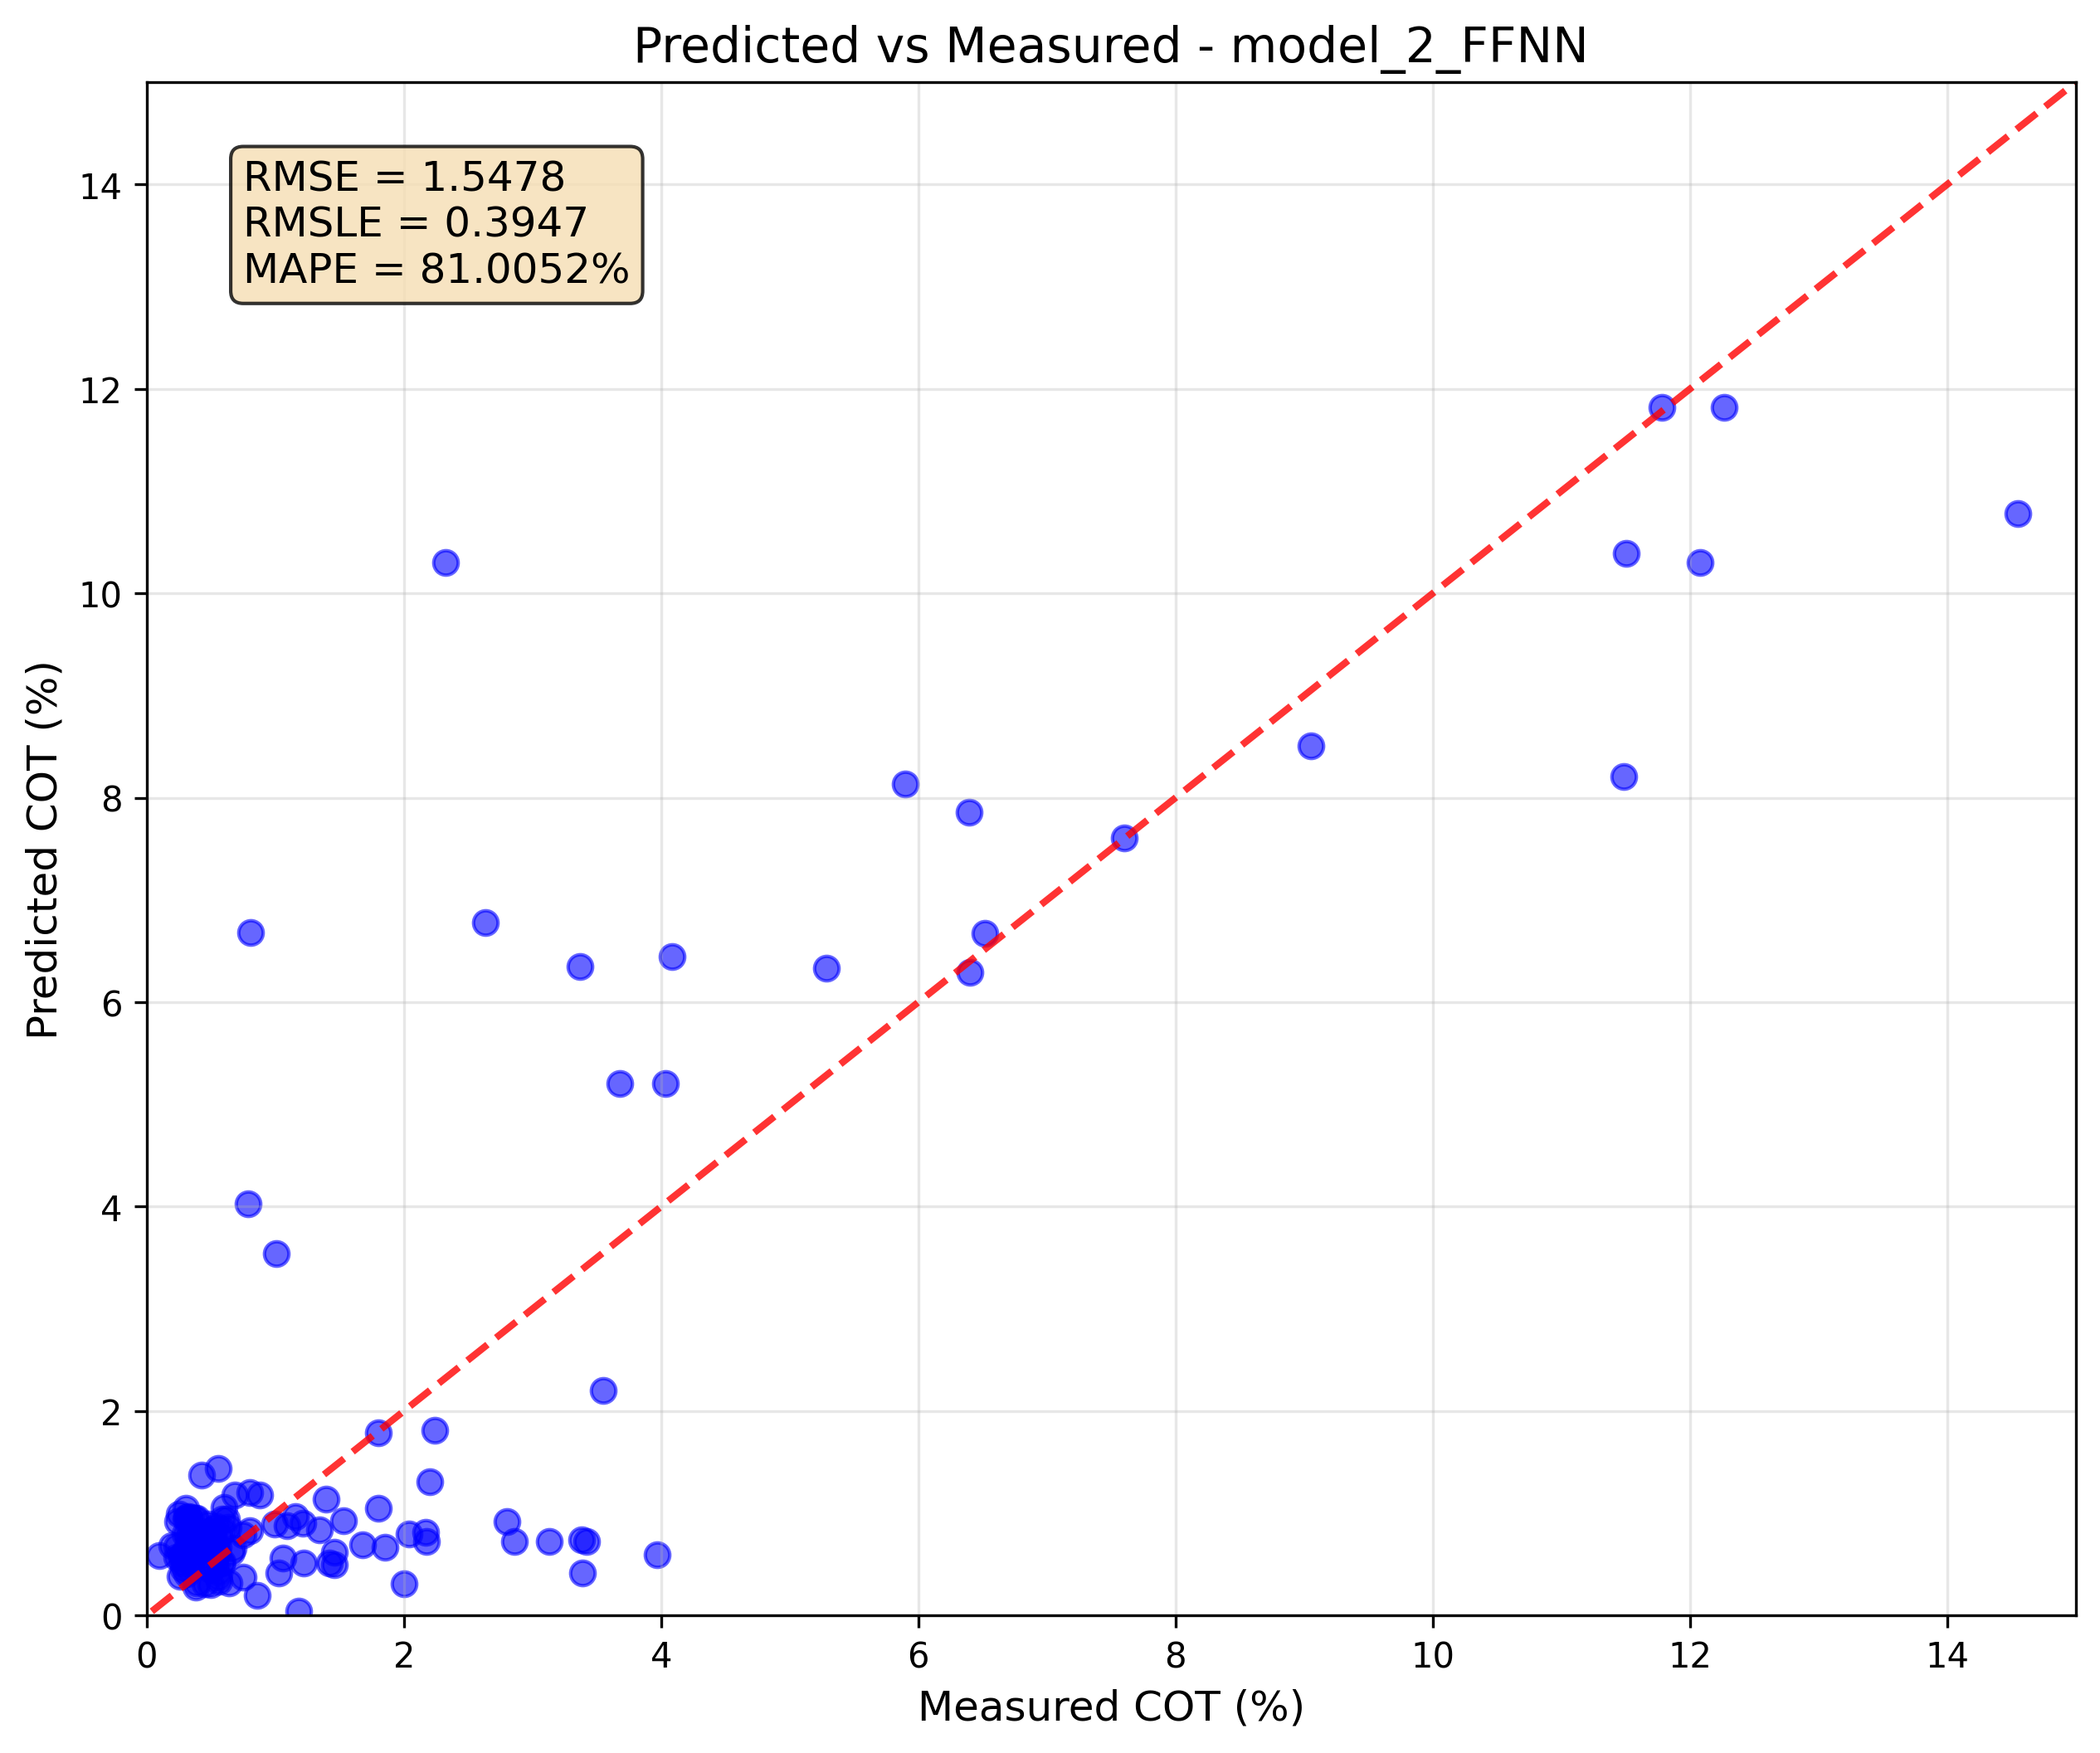 Predicted vs Measured - model_2_FFNN
RMSE = 1.5478
RMSLE = 0.3947
MAPE = 81.0052%
Predicted COT (%)
14
12
10
8
6
4
2
0
0 2 4 6 8 10 12 14
Measured COT (%)